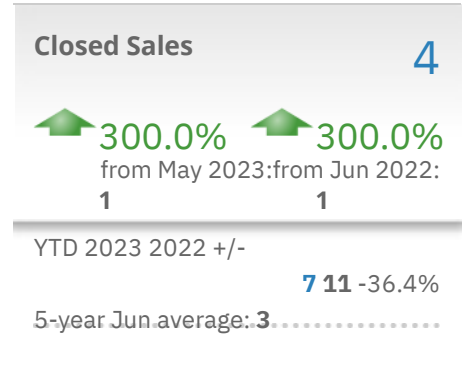 Closed Sales 4
300.0% 300.0%
from May 2023: from Jun 2022:
1 1
YTD 2023 2022 +/-
7 11 -36.4%
5-year Jun average: 3